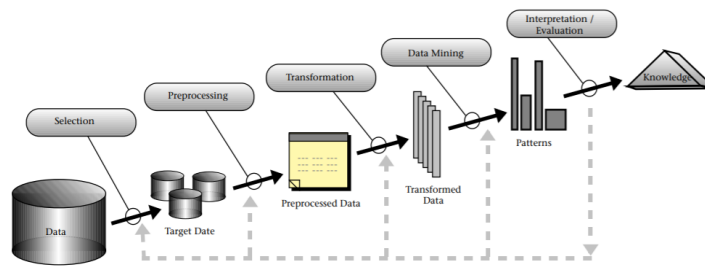 Interpretation /
Evaluation
Data Mining
Transformation
Preprocessing
Selection
Knowledge
Patterns
Transformed
Data
Preprocessed Data
Target Date
Data